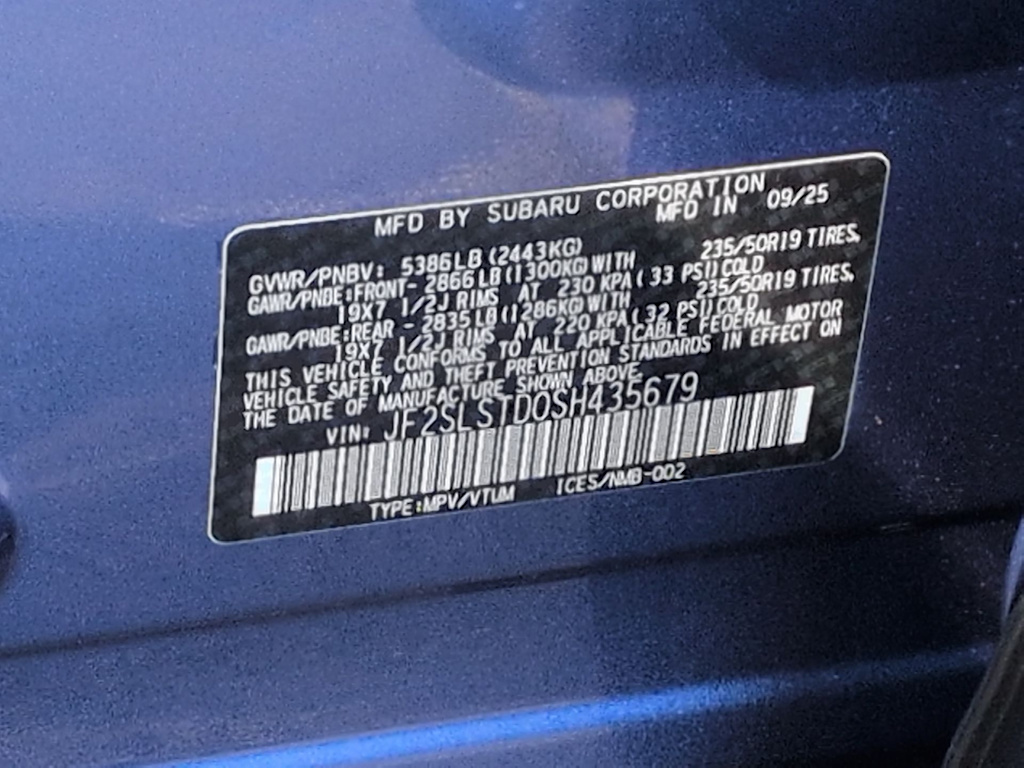 MFD BY SUBARU CORPORATION
MFD IN 09/25
GVWR/PNBV: 5386LB (2443KG)
GAWR/PNBE:FRONT- 2866LB(1300KG)WITH 235/50R19 TIRES,
19X7 1/2J RIMS AT 230 KPA( 33 PSI)COLD
GAWR/PNBE:REAR - 2835LB(1286KG)WITH 235/50R19 TIRES,
19X7 1/2J RIMS AT 220 KPA( 32 PSI)COLD
THIS VEHICLE CONFORMS TO ALL APPLICABLE FEDERAL MOTOR
VEHICLE SAFETY AND THEFT PREVENTION STANDARDS IN EFFECT ON
THE DATE OF MANUFACTURE SHOWN ABOVE.
VIN: JF2SLSTD0SH435679
TYPE:MPV/VTUM ICES/NMB-002